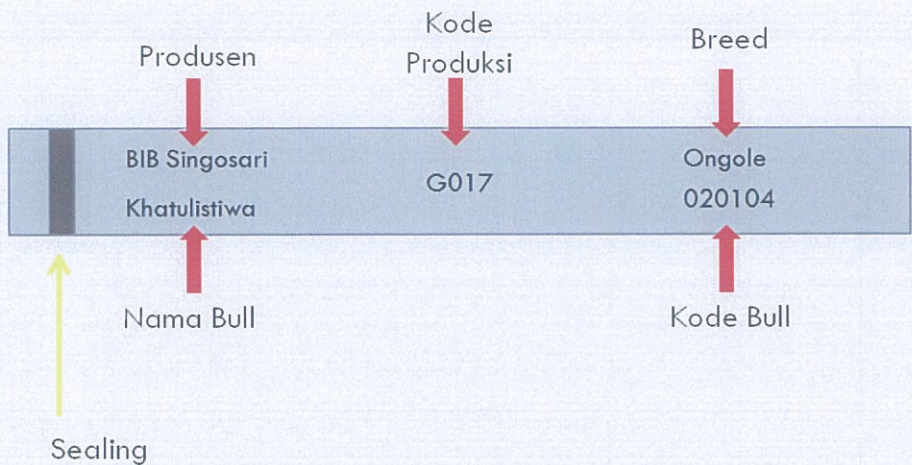 Produsen
Kode
Produksi
Breed
BIB Singosari
Khatulistiwa
G017
Ongole
020104
Nama Bull
Kode Bull
Sealing